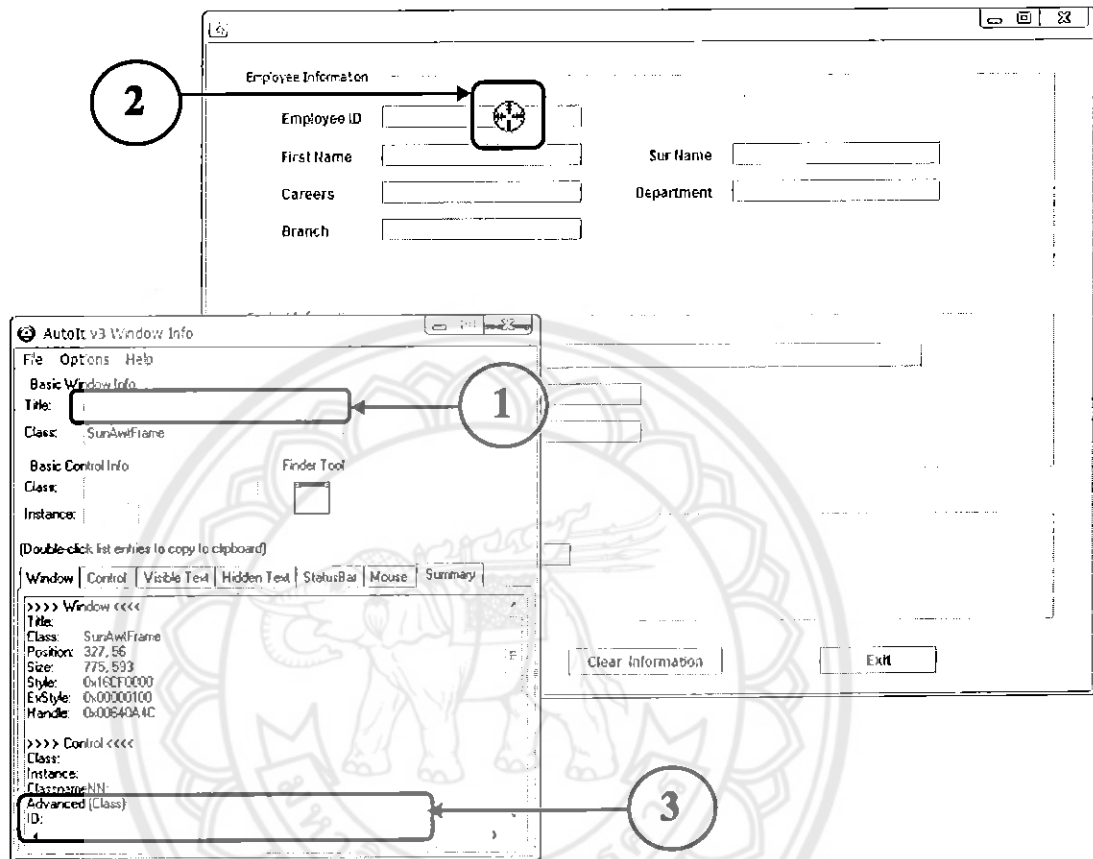 2
Employee Information
Employee ID
First Name
Sur Name
Careers
Department
Branch
AutoIt v3 Window Info
File Options Help
Basic Window Info
Title:
1
Class: SunAwtFrame
Basic Control Info
Finder Tool
Class:
Instance:
(Double-click list entries to copy to clipboard)
Window Control Visible Text Hidden Text StatusBar Mouse Summary
>>>> Window <<<<
Title:
Class: SunAwtFrame
Position: 327, 56
Size: 775, 593
Style: 0x16CF0000
ExStyle: 0x00000100
Handle: 0x00640A4C
Clear Information
Exit
>>>> Control <<<<
Class:
Instance:
ClassnameNN:
Advanced (Class)
ID:
3